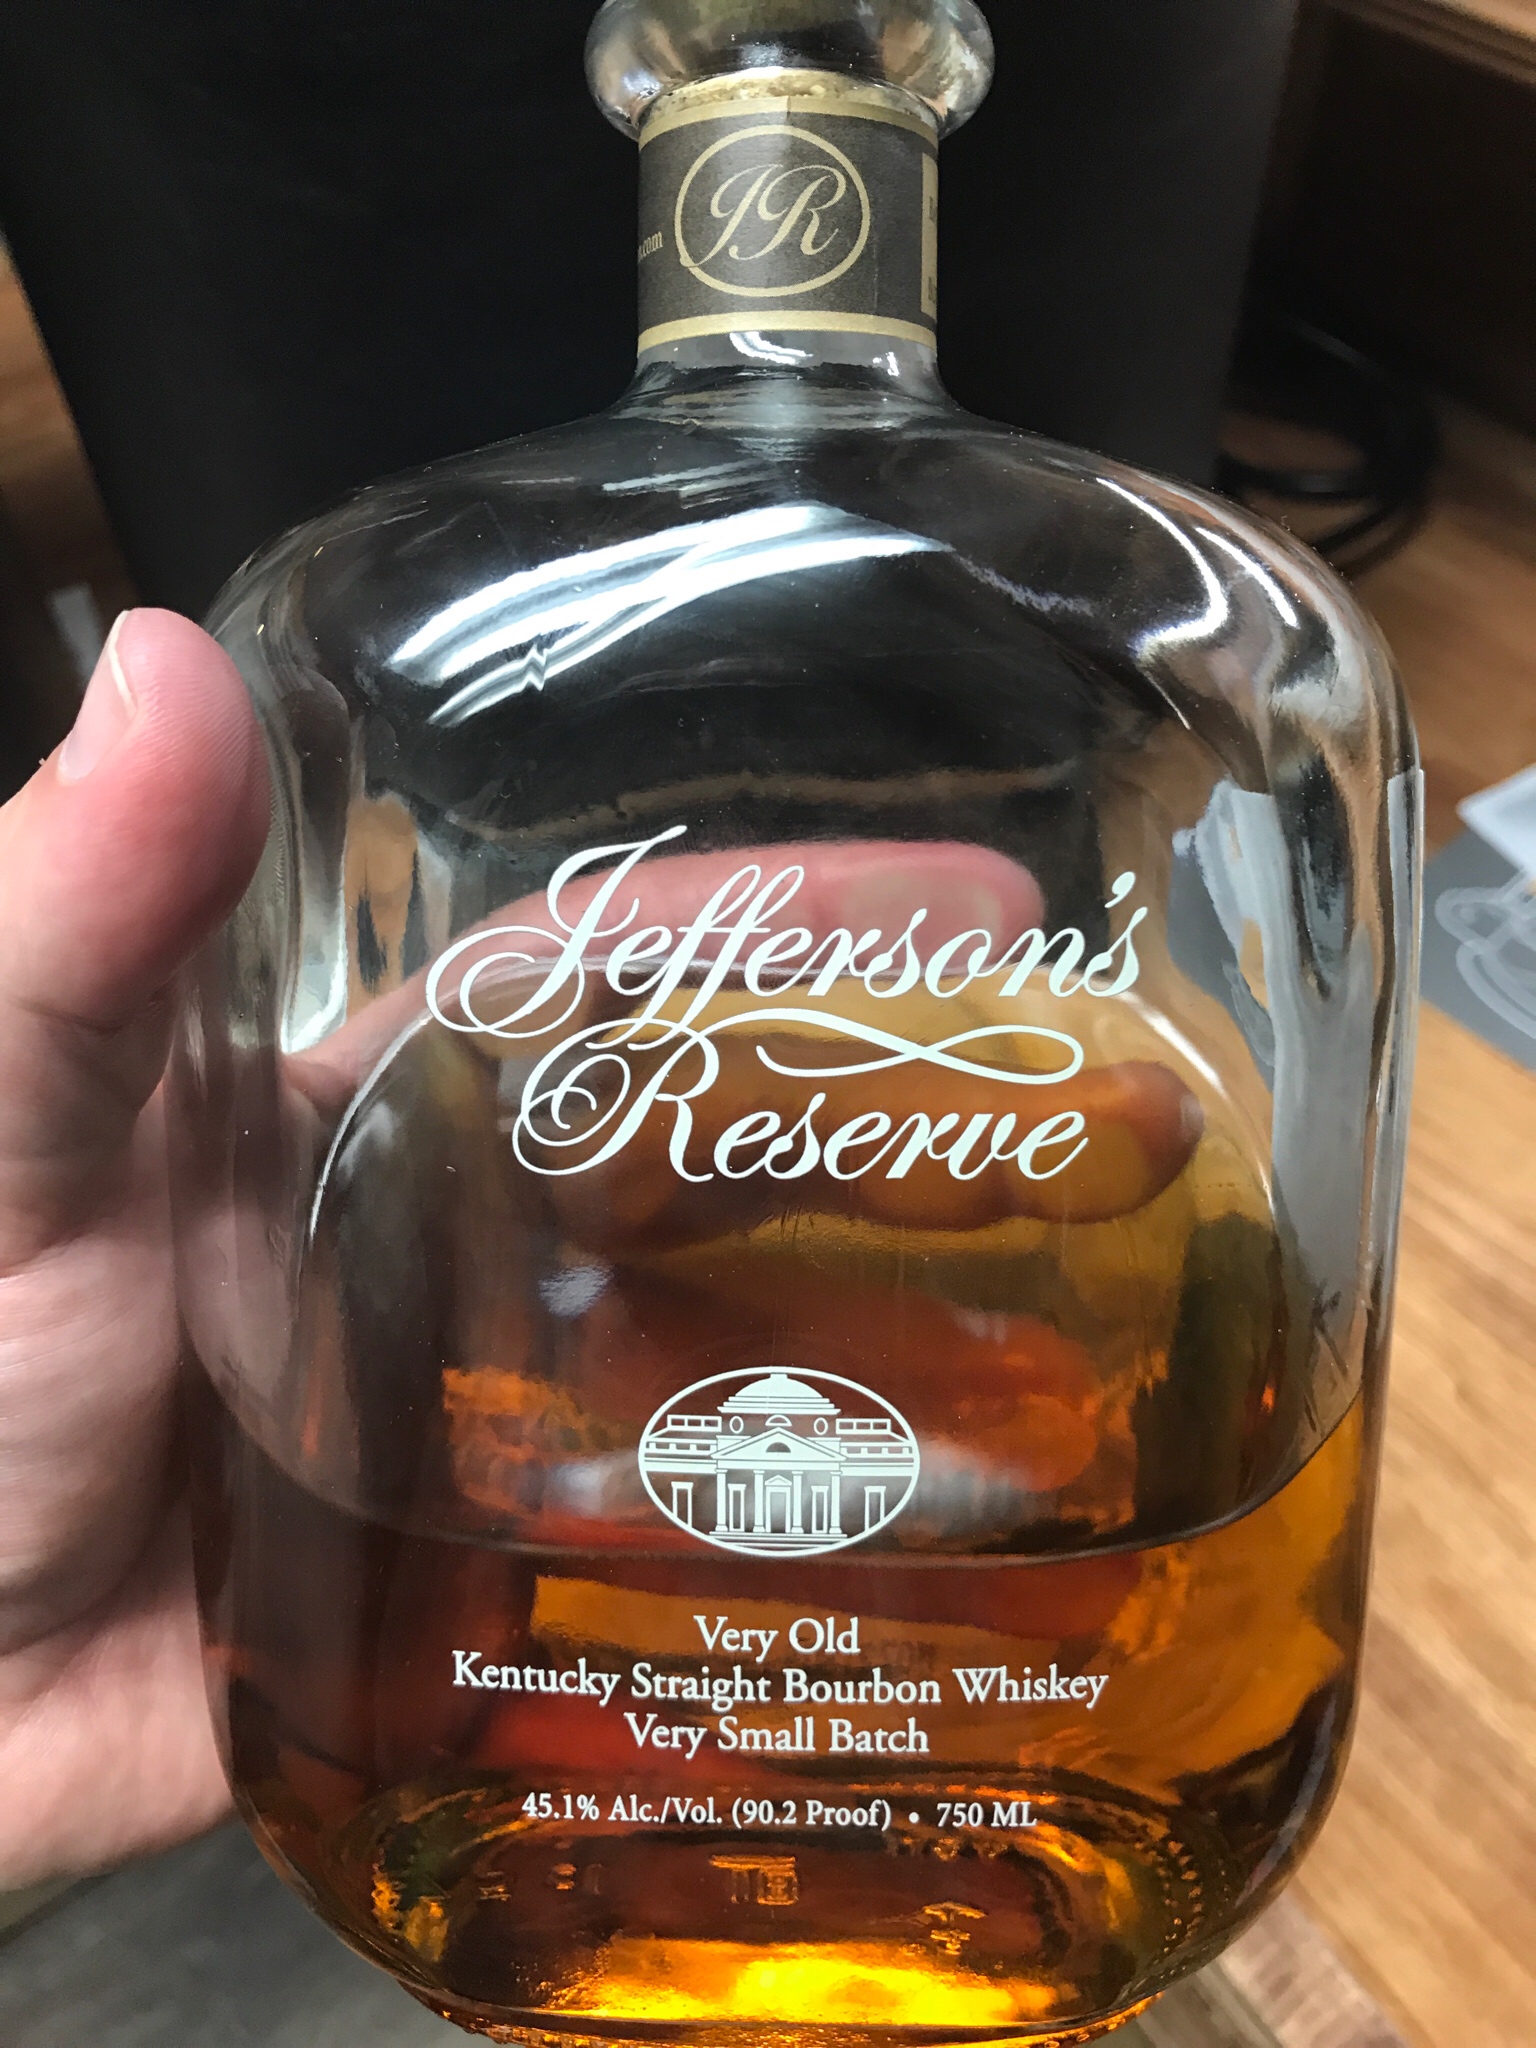 JR
.com
Jefferson's
Reserve
Very Old
Kentucky Straight Bourbon Whiskey
Very Small Batch
45.1% Alc./Vol. (90.2 Proof) • 750 ML